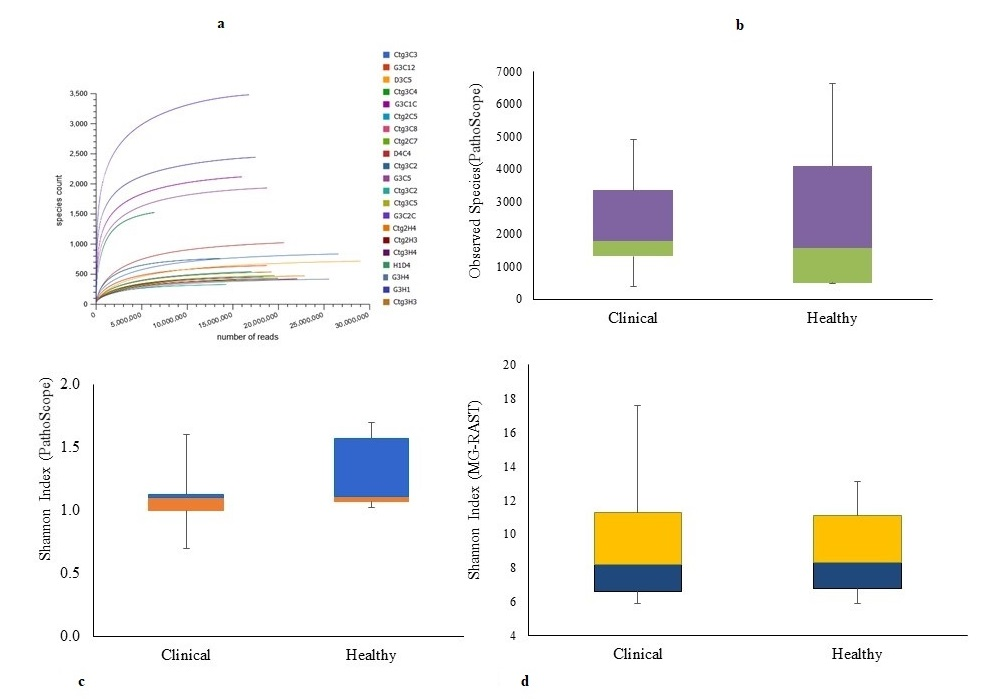 a
b
Ctg3C3
G3C12
D3C5
Ctg3C4
G3C1C
Ctg2C5
Ctg3C8
Ctg2C7
D4C4
Ctg3C2
G3C5
Ctg3C2
Ctg3C5
G3C2C
Ctg2H4
Ctg2H3
Ctg3H4
H1D4
G3H4
G3H1
Ctg3H3
3,500
3,000
2,500
2,000
1,500
1,000
500
0
species count
0
5,000,000
10,000,000
15,000,000
20,000,000
25,000,000
30,000,000
number of reads
Observed Species(PathoScope)
7000
6000
5000
4000
3000
2000
1000
0
Clinical Healthy
Shannon Index (PathoScope)
2.0
1.5
1.0
0.5
0.0
Clinical Healthy
c
Shannon Index (MG-RAST)
20
18
16
14
12
10
8
6
4
Clinical Healthy
d